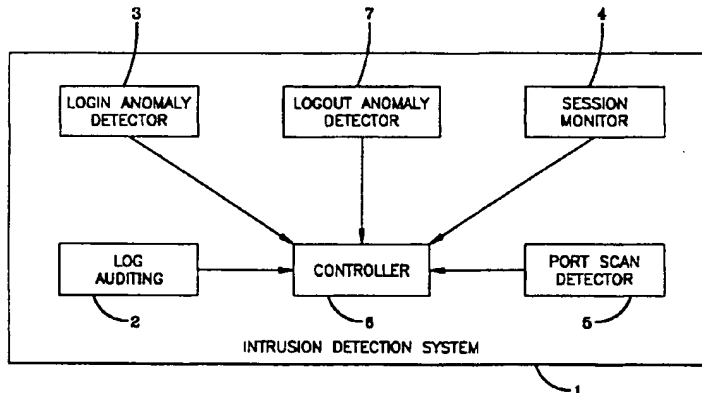 3
7
4
LOGIN ANOMALY
DETECTOR
LOGOUT ANOMALY
DETECTOR
SESSION
MONITOR
LOG
AUDITING
CONTROLLER
PORT SCAN
DETECTOR
2
6
5
INTRUSION DETECTION SYSTEM
1